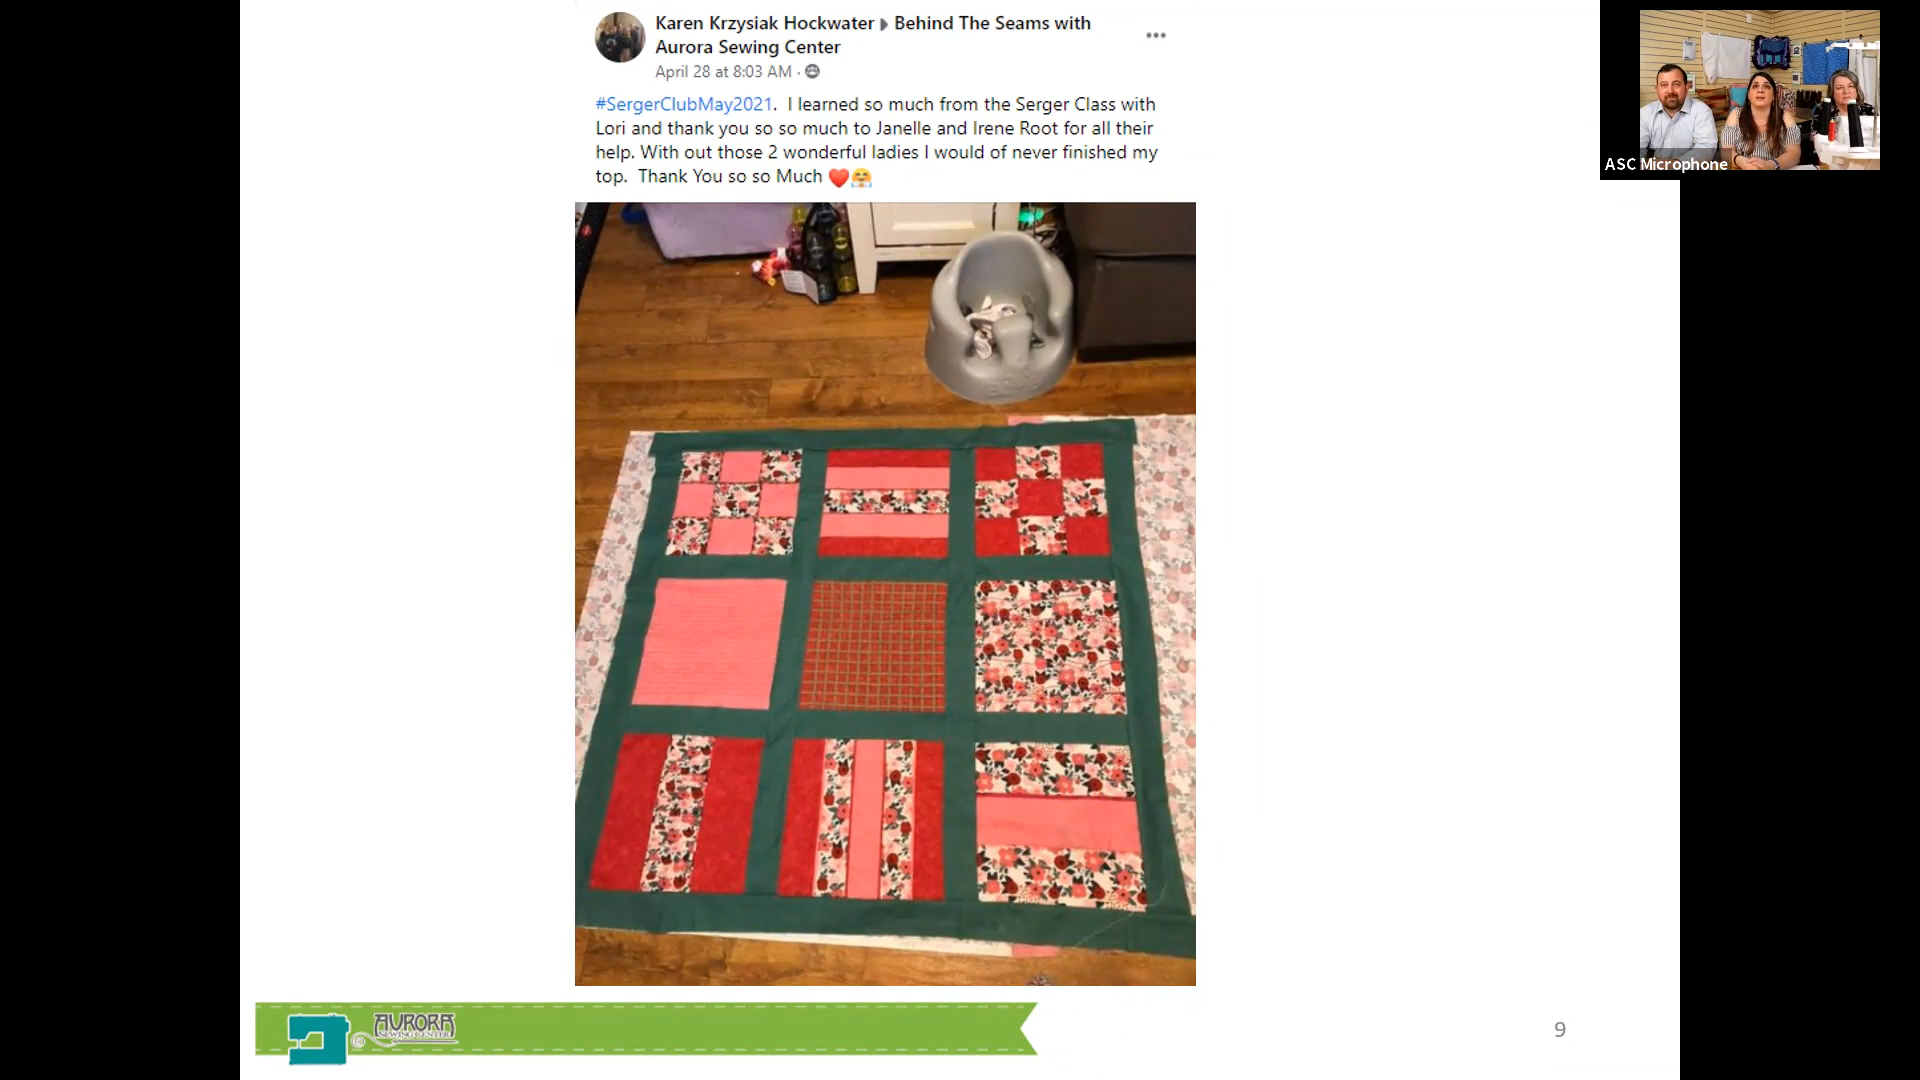 Karen Krzysiak Hockwater ▸ Behind The Seams with
Aurora Sewing Center
April 28 at 8:03 AM ·
#SergerClubMay2021.  I learned so much from the Serger Class with
Lori and thank you so so much to Janelle and Irene Root for all their
help. With out those 2 wonderful ladies I would of never finished my
top.  Thank You so so Much ❤️🤗
ASC Microphone
AURORA
SEWING CENTER
9